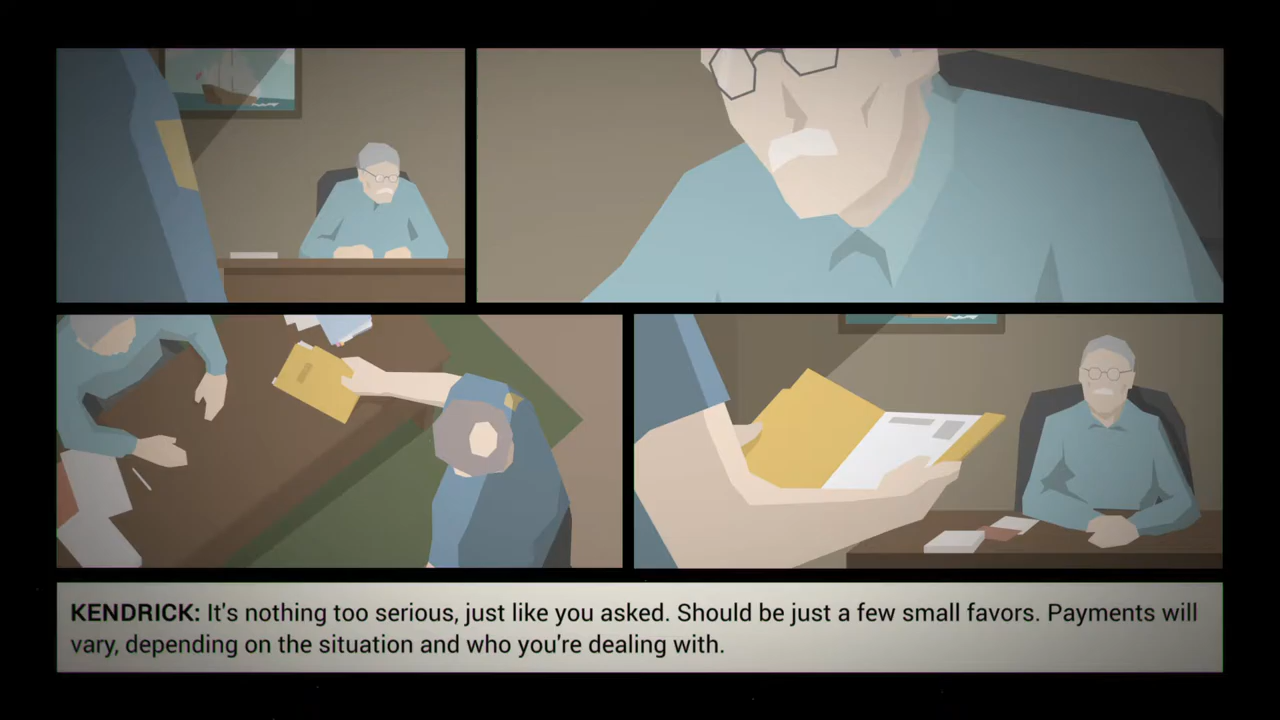 KENDRICK: It's nothing too serious, just like you asked. Should be just a few small favors. Payments will
vary, depending on the situation and who you're dealing with.